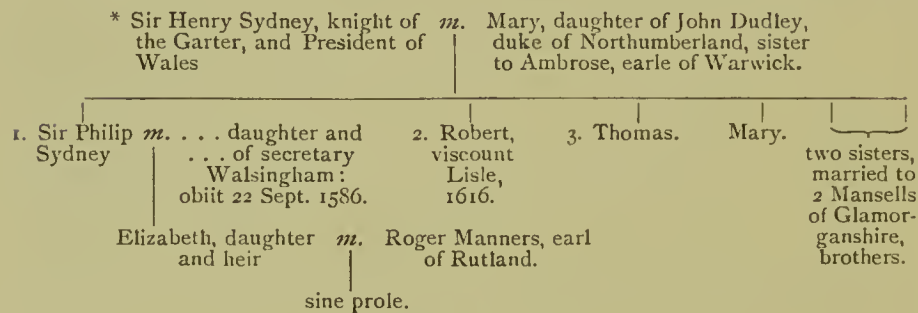 * Sir Henry Sydney, knight of the Garter, and President of Wales
m.
Mary, daughter of John Dudley, duke of Northumberland, sister to Ambrose, earle of Warwick.
1. Sir Philip Sydney
m.
. . . . daughter and . . . of secretary Walsingham : obiit 22 Sept. 1586.
2. Robert, viscount Lisle, 1616.
3. Thomas.
Mary.
two sisters, married to 2 Mansells of Glamor-ganshire, brothers.
Elizabeth, daughter and heir
m.
Roger Manners, earl of Rutland.
sine prole.